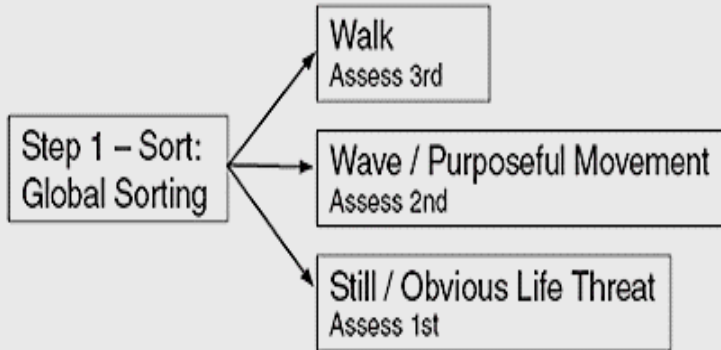 Walk
Assess 3rd
Step 1 – Sort:
Global Sorting
Wave / Purposeful Movement
Assess 2nd
Still / Obvious Life Threat
Assess 1st